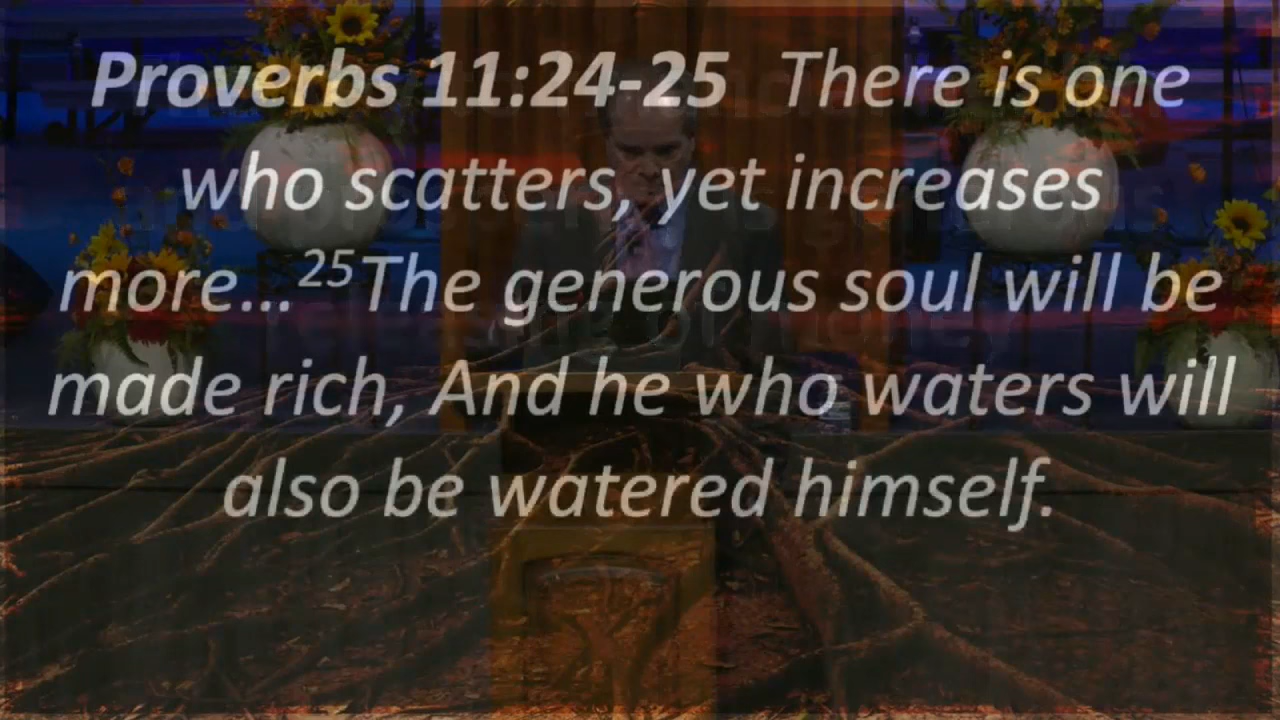 Proverbs 11:24-25 There is one
who scatters, yet increases
more...²⁵The generous soul will be
made rich, And he who waters will
also be watered himself.